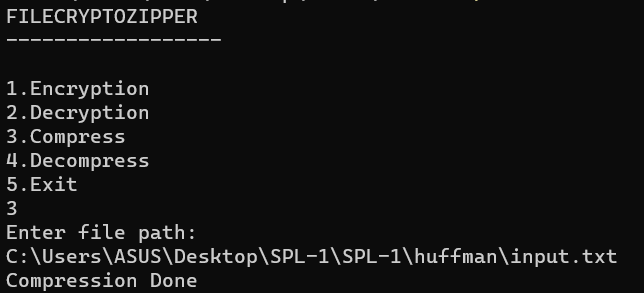 FILECRYPTOZIPPER
------------------
1.Encryption
2.Decryption
3.Compress
4.Decompress
5.Exit
3
Enter file path:
C:\Users\ASUS\Desktop\SPL-1\SPL-1\huffman\input.txt
Compression Done